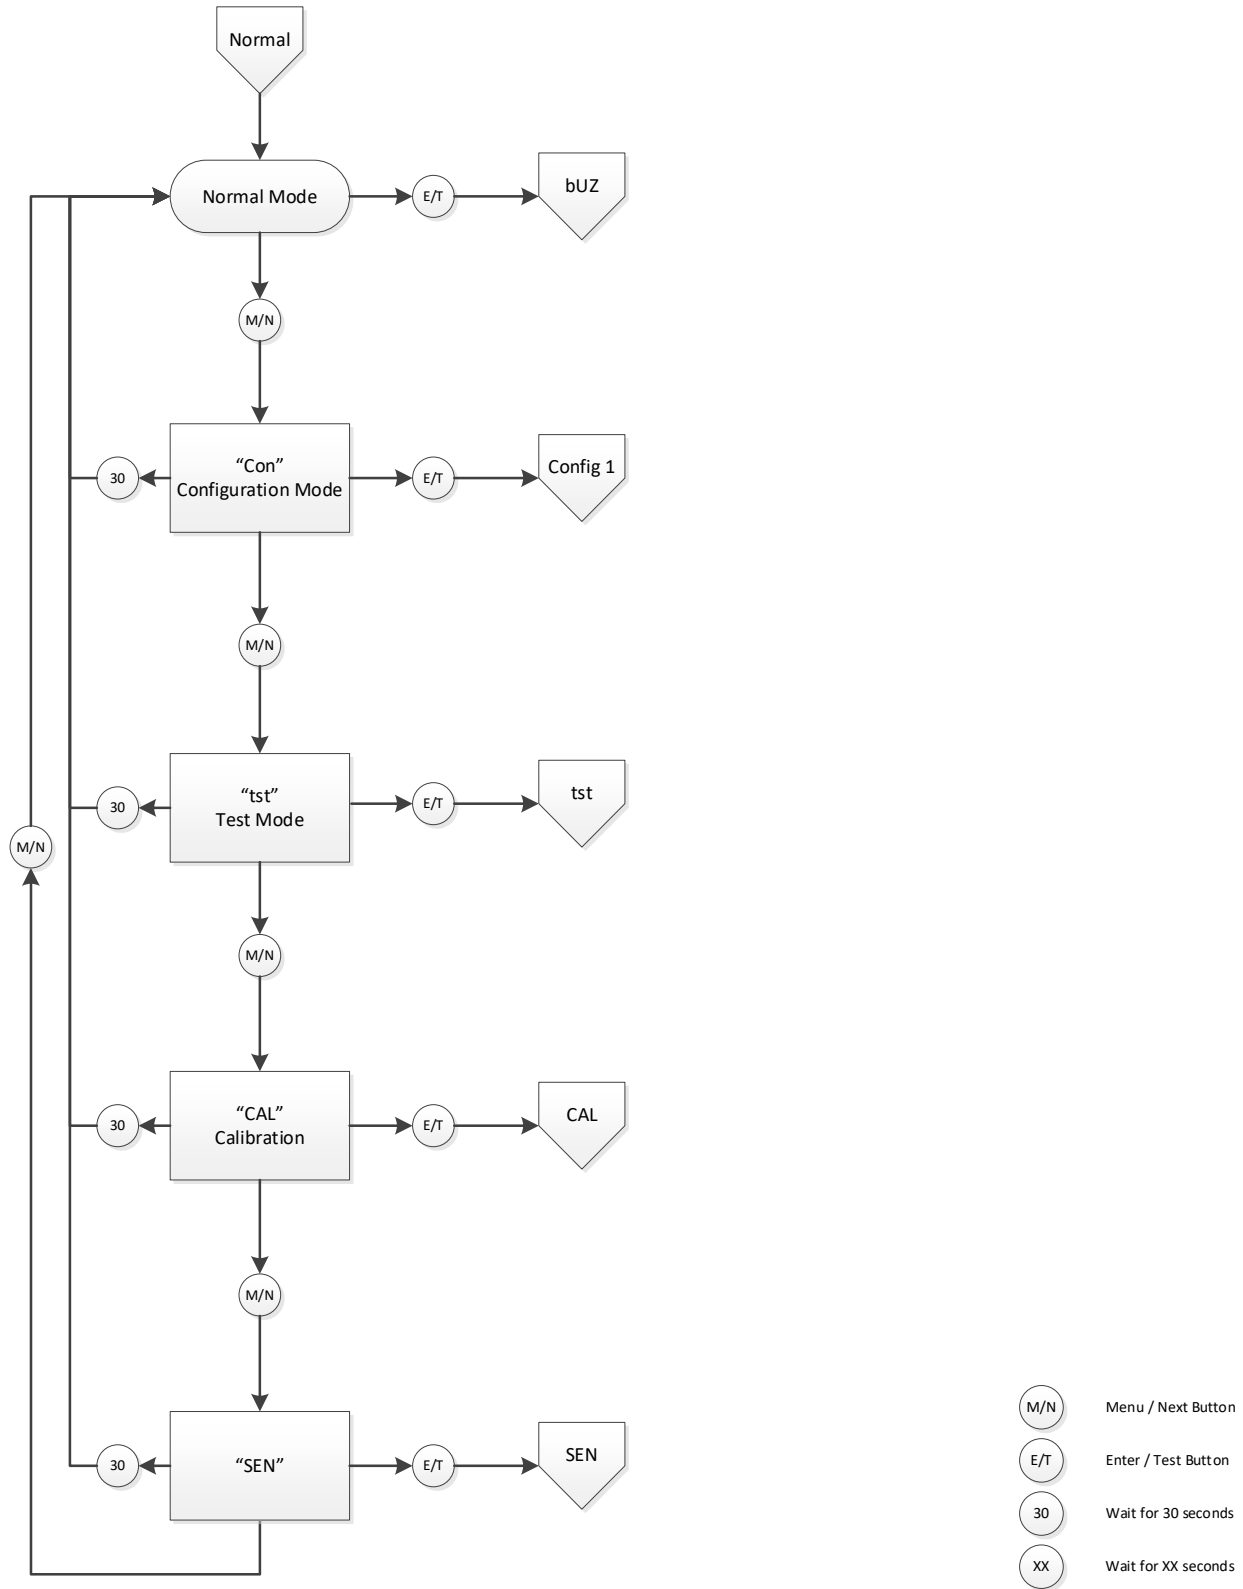 Normal
Normal Mode
E/T
bUZ
M/N
30
“Con”
Configuration Mode
E/T
Config 1
M/N
30
“tst”
Test Mode
E/T
tst
M/N
M/N
30
“CAL”
Calibration
E/T
CAL
M/N
30
“SEN”
E/T
SEN
M/N Menu / Next Button
E/T Enter / Test Button
30 Wait for 30 seconds
XX Wait for XX seconds